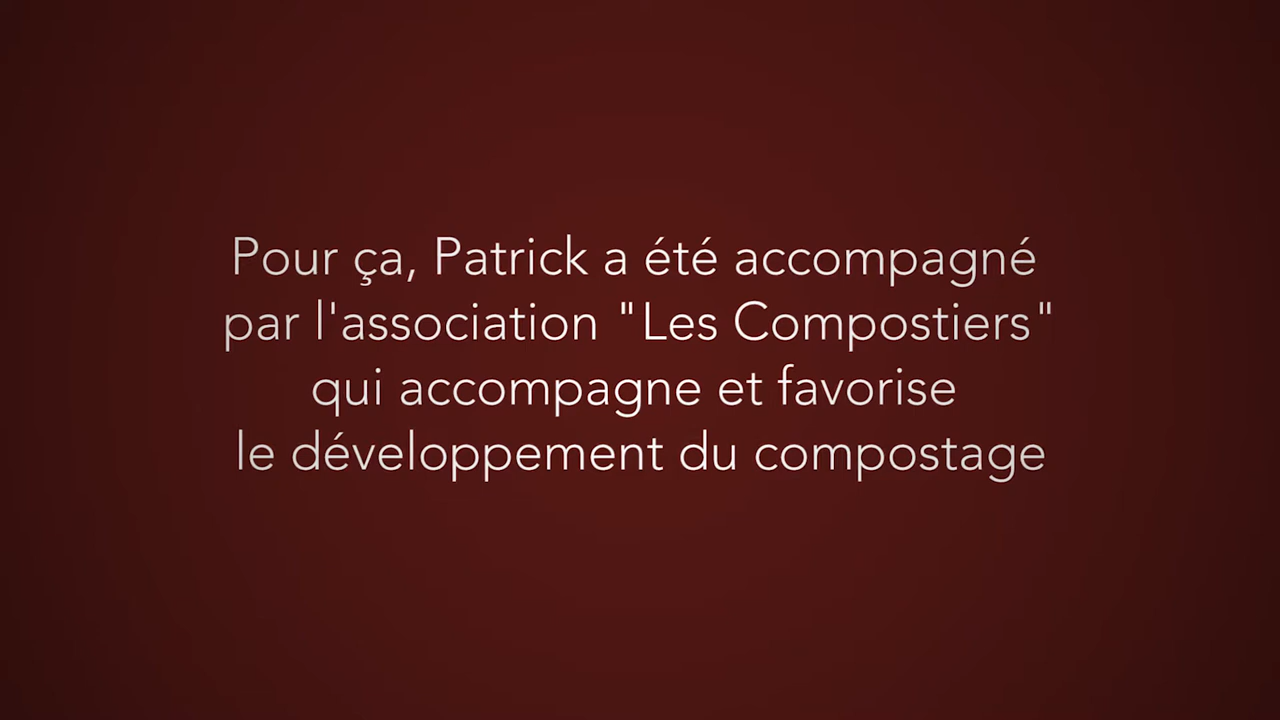 Pour ça, Patrick a été accompagné
par l'association "Les Compostiers"
qui accompagne et favorise
le développement du compostage